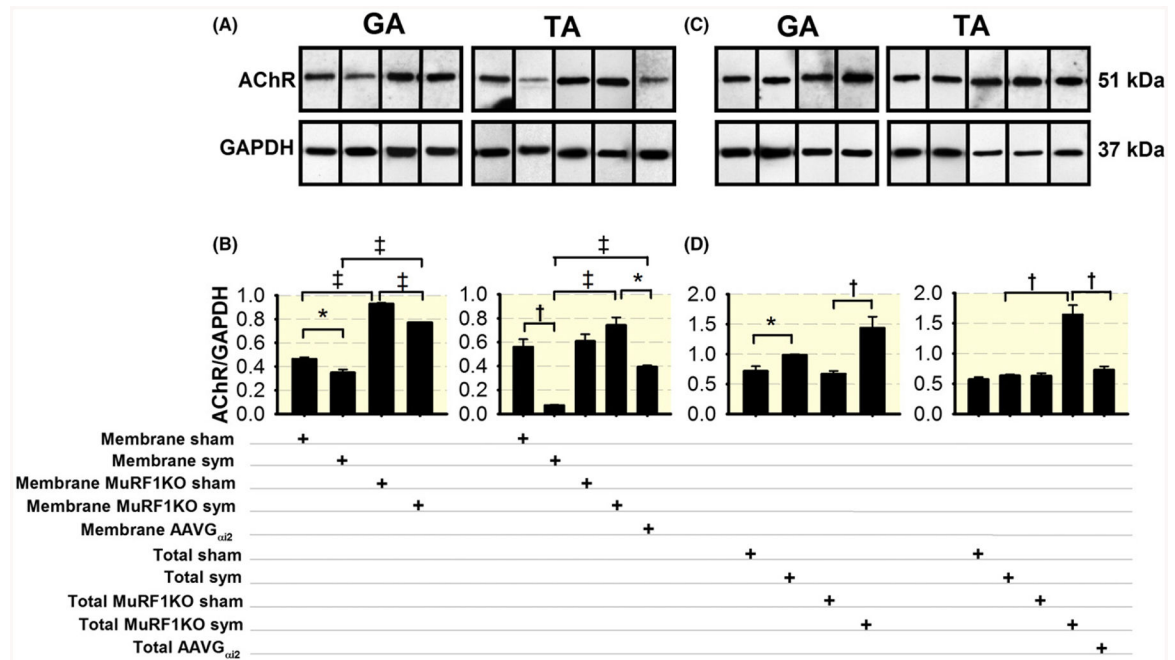 (A) GA TA (C) GA TA
AChR 51 kDa
GAPDH 37 kDa
(B) ‡ ‡ (D)
‡ ‡ ‡ * † † †
* † *
AChR/GAPDH
1.0 1.0 2.0 2.0
0.8 0.8 1.5 1.5
0.6 0.6 1.0 1.0
0.4 0.4 0.5 0.5
0.2 0.2
0.0 0.0 0.0 0.0
Membrane sham + +
Membrane sym + +
Membrane MuRF1KO sham + +
Membrane MuRF1KO sym + +
Membrane AAVGαi2 +
Total sham + +
Total sym + +
Total MuRF1KO sham + +
Total MuRF1KO sym + +
Total AAVGαi2 +